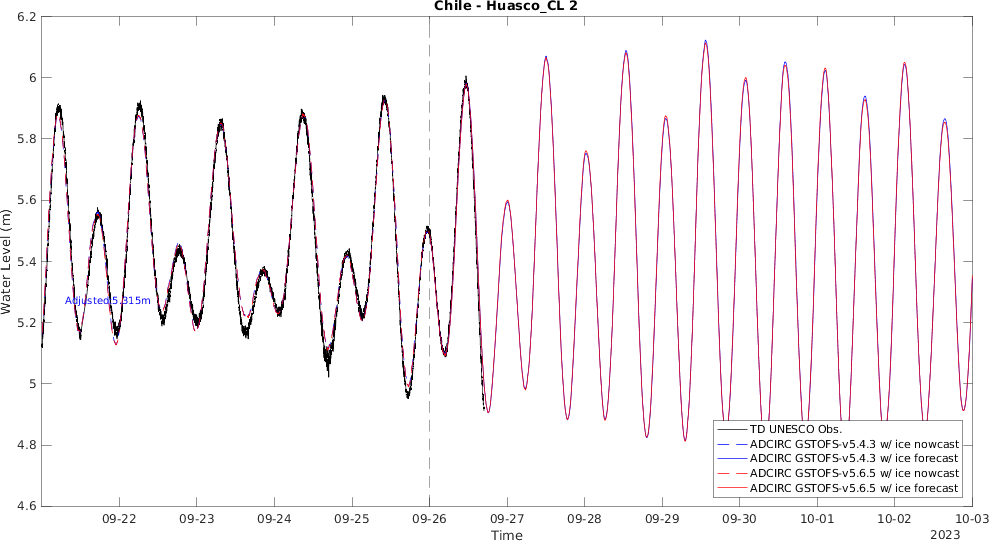 Chile - Huasco_CL 2
6.2
6
5.8
5.6
5.4
5.2
5
4.8
4.6
Water Level (m)
Adjusted 5.315m
TD UNESCO Obs.
ADCIRC GSTOFS-v5.4.3 w/ ice nowcast
ADCIRC GSTOFS-v5.4.3 w/ ice forecast
ADCIRC GSTOFS-v5.6.5 w/ ice nowcast
ADCIRC GSTOFS-v5.6.5 w/ ice forecast
09-22 09-23 09-24 09-25 09-26 09-27 09-28 09-29 09-30 10-01 10-02 10-03
Time
2023